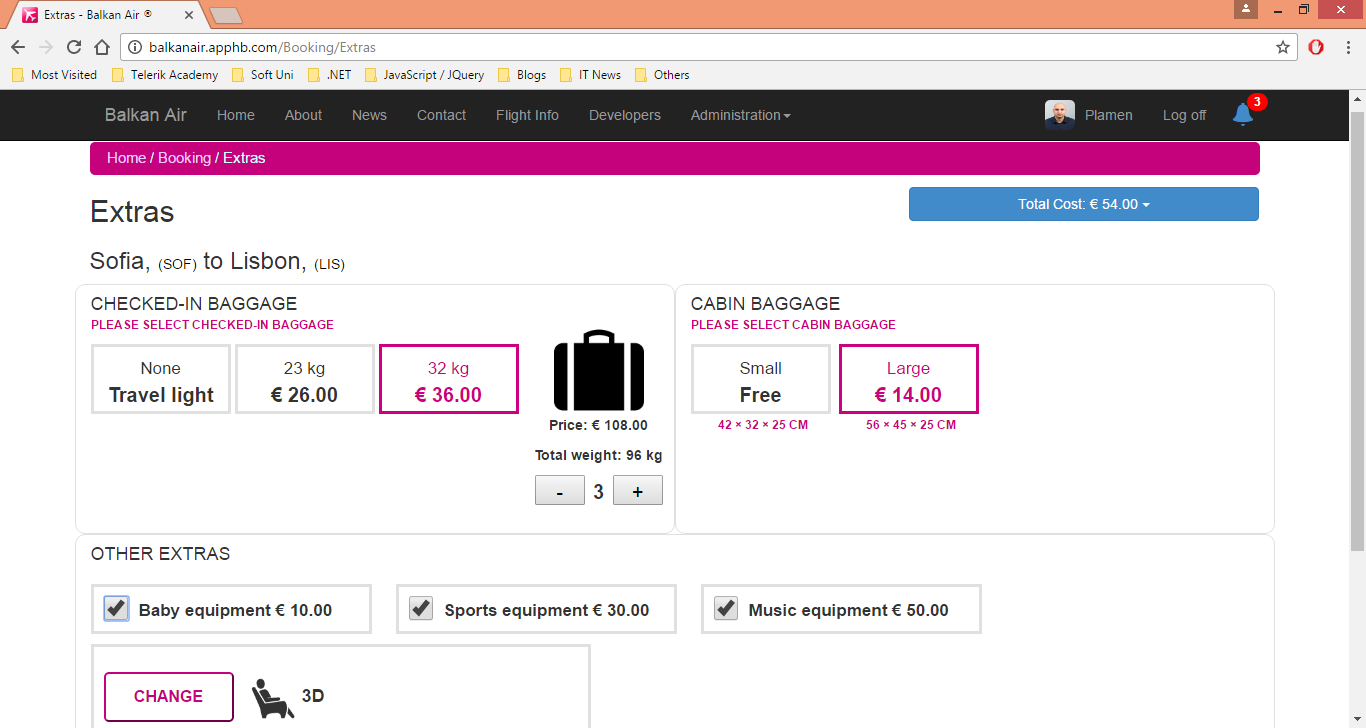 Extras - Balkan Air ®
balkanair.apphb.com/Booking/Extras
Most Visited Telerik Academy Soft Uni .NET JavaScript / JQuery Blogs IT News Others
Balkan Air Home About News Contact Flight Info Developers Administration Plamen Log off 3
Home / Booking / Extras
Extras
Total Cost: € 54.00
Sofia, (SOF) to Lisbon, (LIS)
CHECKED-IN BAGGAGE
PLEASE SELECT CHECKED-IN BAGGAGE
None
Travel light
23 kg
€ 26.00
32 kg
€ 36.00
Price: € 108.00
Total weight: 96 kg
- 3 +
CABIN BAGGAGE
PLEASE SELECT CABIN BAGGAGE
Small
Free
42 × 32 × 25 CM
Large
€ 14.00
56 × 45 × 25 CM
OTHER EXTRAS
Baby equipment € 10.00
Sports equipment € 30.00
Music equipment € 50.00
CHANGE
3D